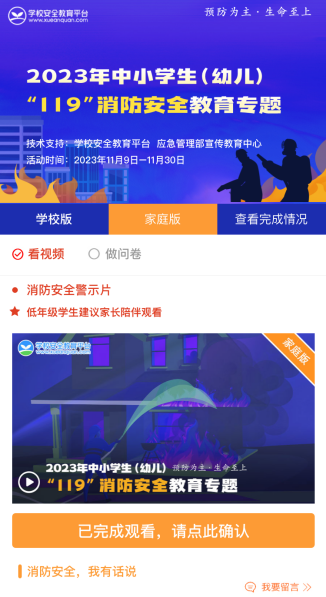 学校安全教育平台
www.xueanquan.com
预防为主·生命至上
2023年中小学生(幼儿)
“119”消防安全教育专题
技术支持：学校安全教育平台 应急管理部宣传教育中心
活动时间：2023年11月9日—11月30日
学校版
家庭版
查看完成情况
看视频
做问卷
消防安全警示片
低年级学生建议家长陪伴观看
学校安全教育平台
www.xueanquan.com
家庭版
2023年中小学生(幼儿) 预防为主·生命至上
“119”消防安全教育专题
已完成观看，请点此确认
消防安全，我有话说
我要留言 >>